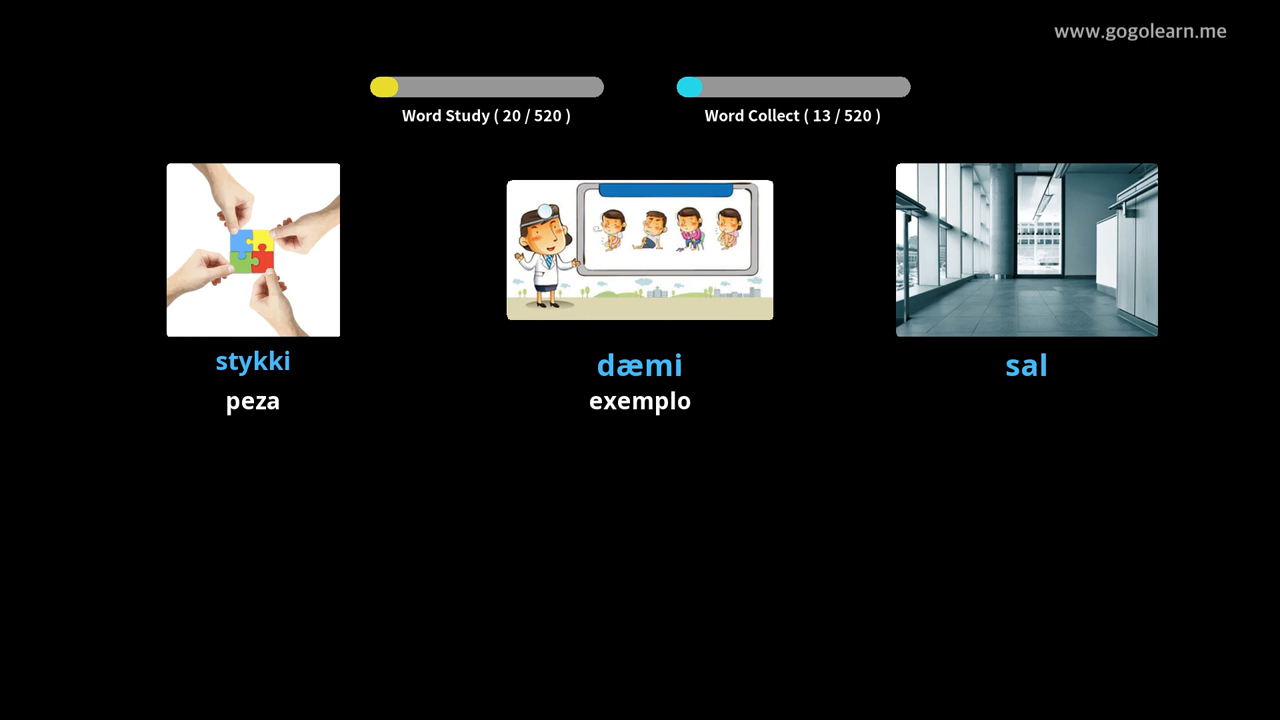 www.gogolearn.me
Word Study ( 20 / 520 )
Word Collect ( 13 / 520 )
stykki
dæmi
sal
peza
exemplo